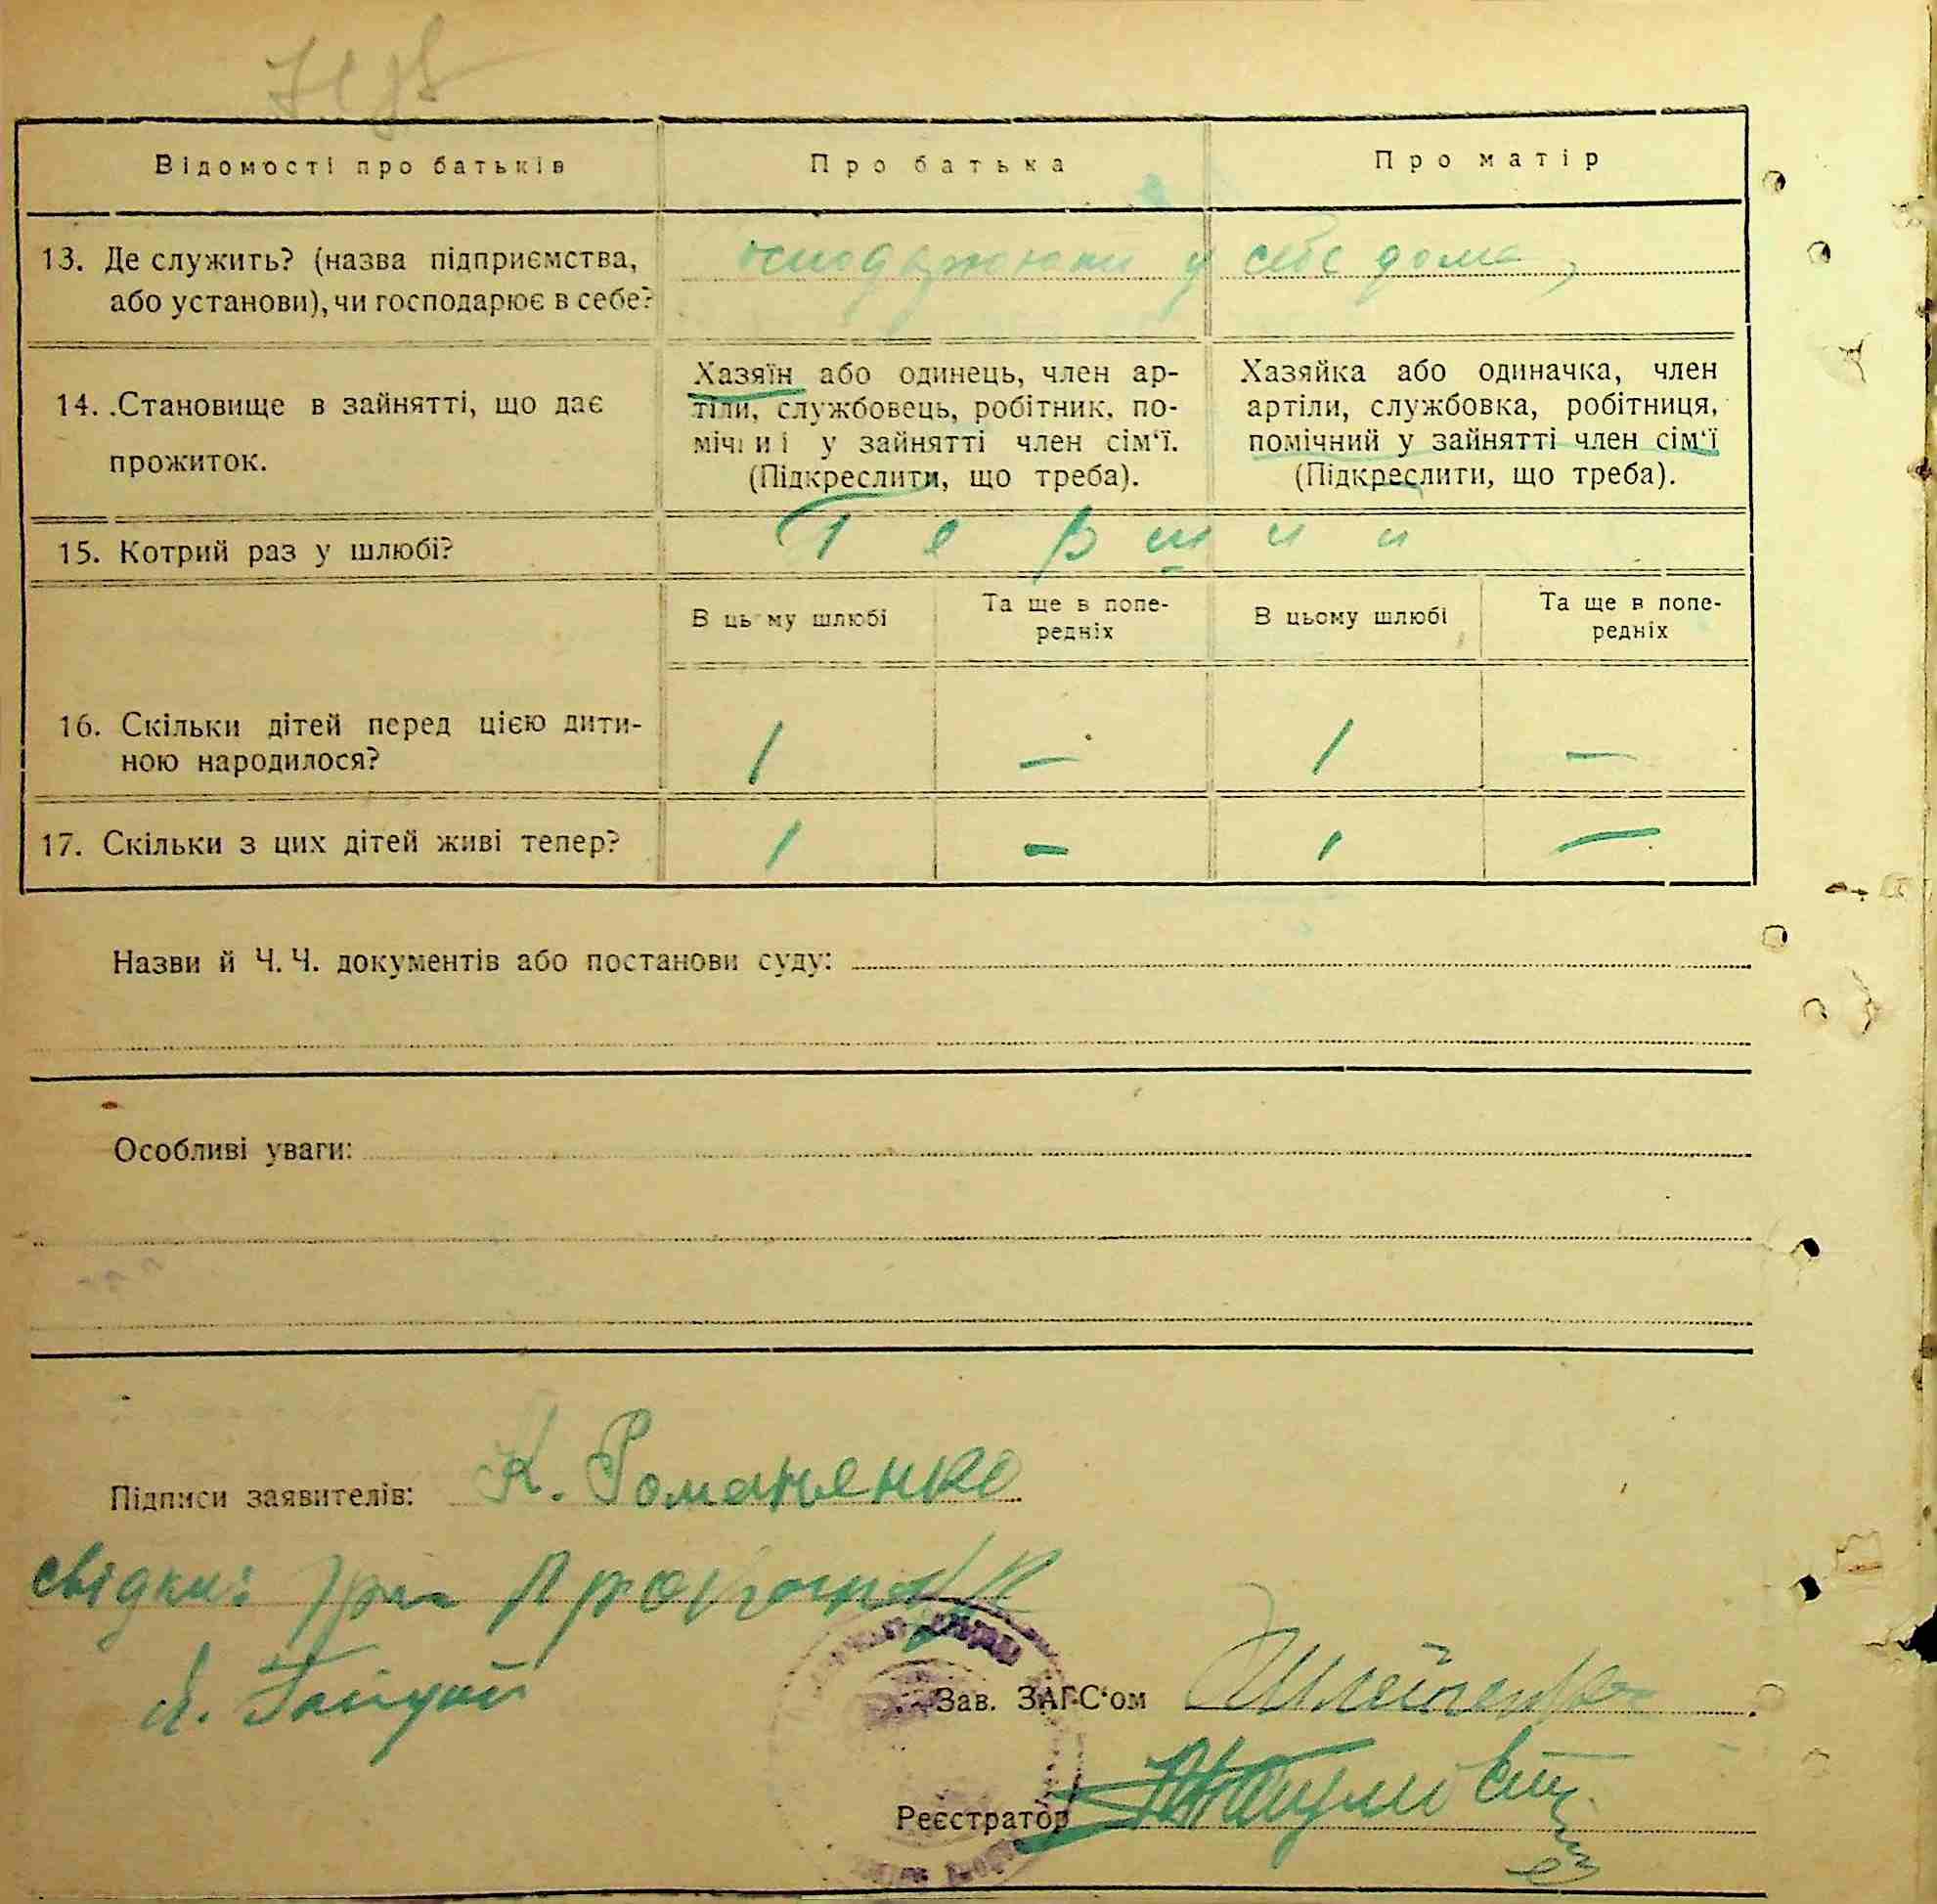 Відомості про батьків Про батька Про матір
13. Де служить? (назва підприємства,
або установи), чи господарює в себе?
у себе дома
14. Становище в зайнятті, що дає
прожиток.
Хазяїн або одинець, член ар-
тіли, службовець, робітник, по-
мічниі у зайнятті член сім'ї.
(Підкреслити, що треба).
Хазяйка або одиначка, член
артіли, службовка, робітниця,
помічний у зайнятті член сім'ї
(Підкреслити, що треба).
15. Котрий раз у шлюбі?
В цьому шлюбі Та ще в попе-
редніх
В цьому шлюбі Та ще в попе-
редніх
16. Скільки дітей перед цією дити-
ною народилося?
1 — 1 —
17. Скільки з цих дітей живі тепер? 1 — 1 —
Назви й Ч. Ч. документів або постанови суду:
Особливі уваги:
Підписи заявителів: К. Романенко
свідки:
Зав. ЗАГС'ом
Реєстратор